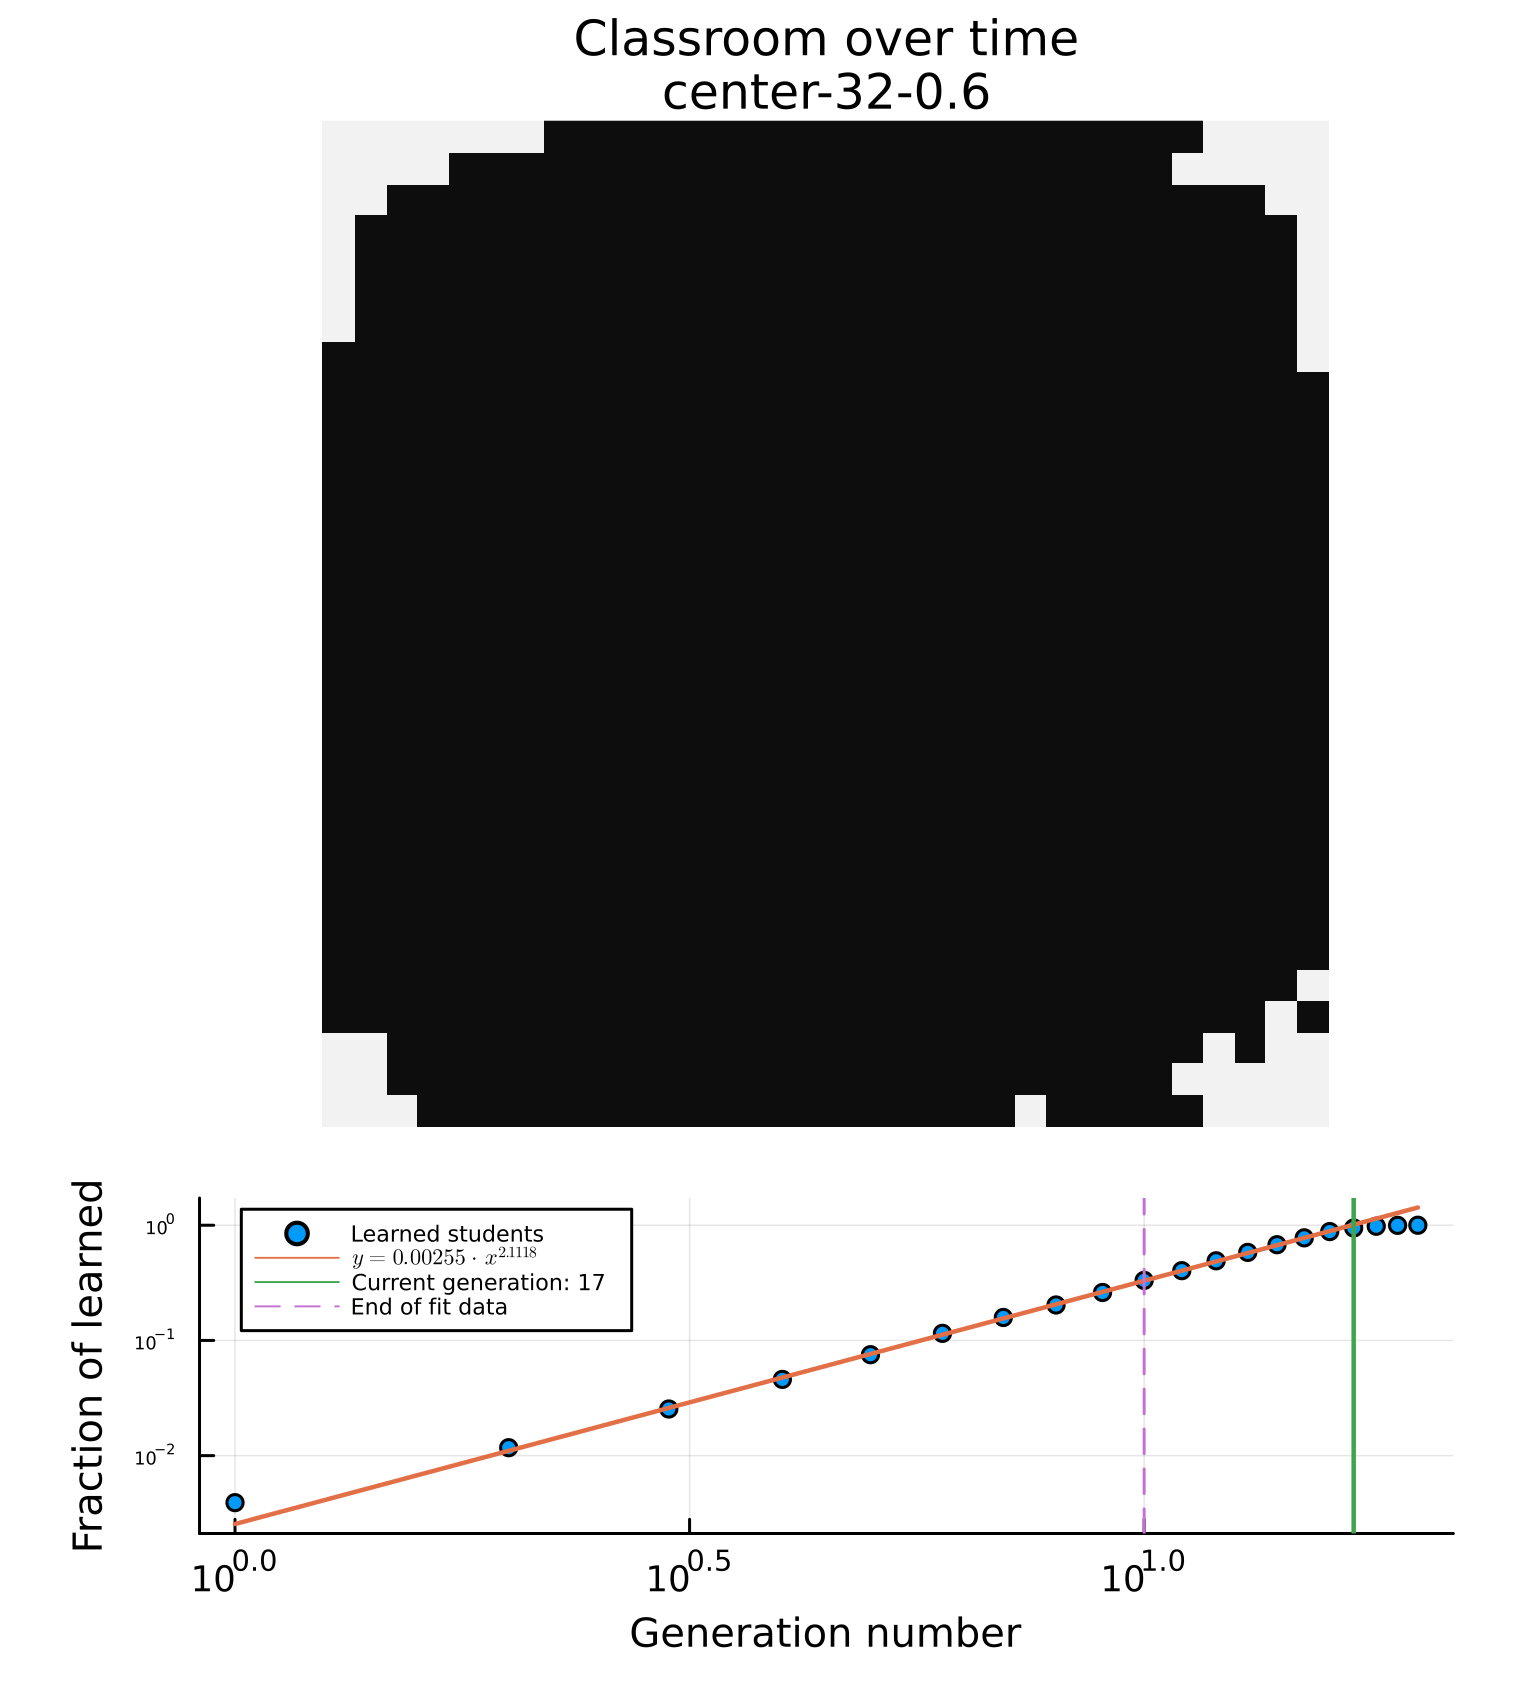 Classroom over time
center-32-0.6
Fraction of learned
10⁰
10⁻¹
10⁻²
Learned students
y = 0.00255 · x^2.1118
Current generation: 17
End of fit data
10^0.0
10^0.5
10^1.0
Generation number